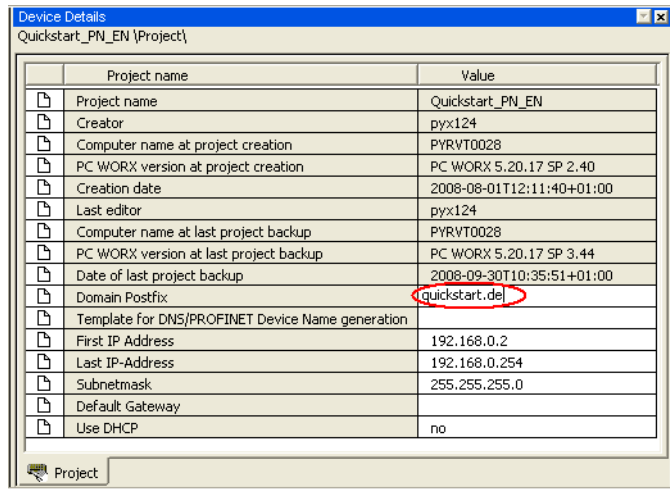 Device Details
Quickstart_PN_EN \Project\
Project name Value
Project name Quickstart_PN_EN
Creator pyx124
Computer name at project creation PYRVT0028
PC WORX version at project creation PC WORX 5.20.17 SP 2.40
Creation date 2008-08-01T12:11:40+01:00
Last editor pyx124
Computer name at last project backup PYRVT0028
PC WORX version at last project backup PC WORX 5.20.17 SP 3.44
Date of last project backup 2008-09-30T10:35:51+01:00
Domain Postfix quickstart.de
Template for DNS/PROFINET Device Name generation
First IP Address 192.168.0.2
Last IP-Address 192.168.0.254
Subnetmask 255.255.255.0
Default Gateway
Use DHCP no
Project